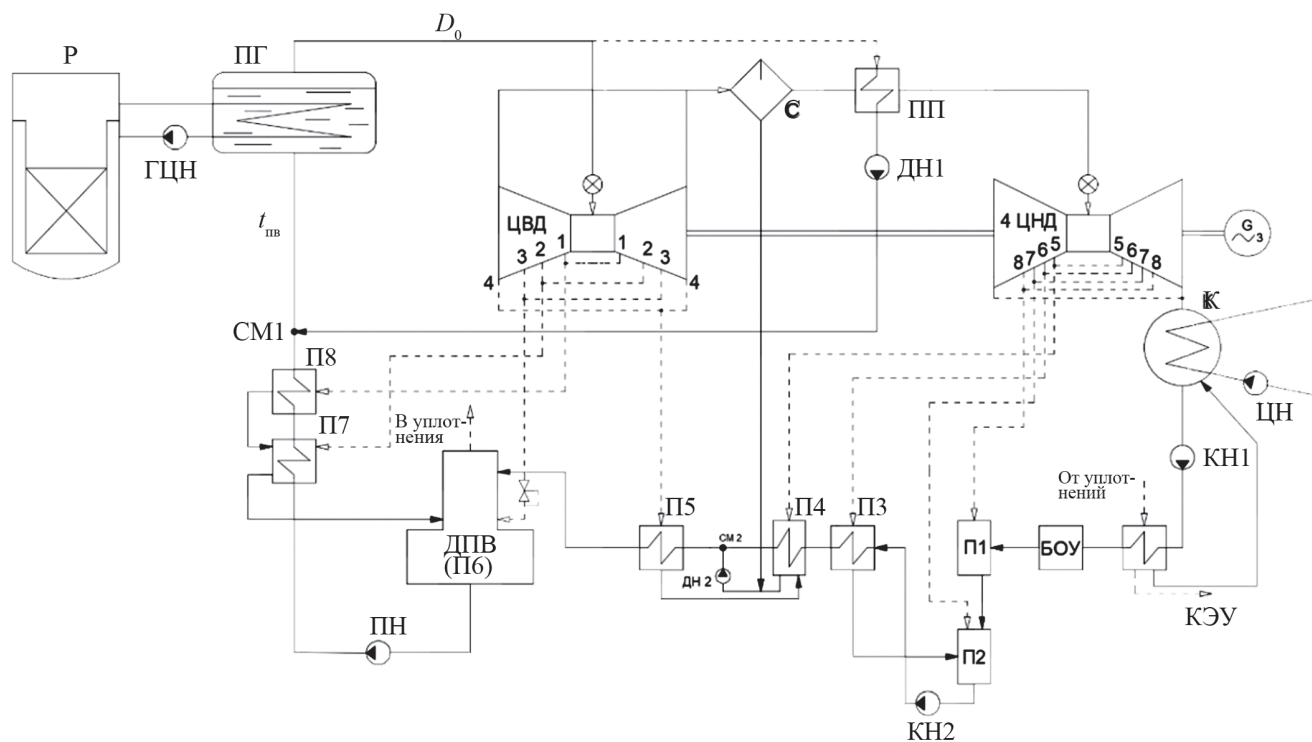 D0
Р
ПГ
С
ПП
ГЦН
ДН1
ЦВД
1
1
2
2
3
3
4
4
4 ЦНД
5
5
6
6
7
7
8
8
G
3
tпв
СМ1
К
П8
ЦН
П7
В уплот-
нения
КН1
От уплот-
нений
П5
П4
П3
СМ 2
ДН 2
П1
БОУ
ДПВ
(П6)
КЭУ
ПН
П2
КН2